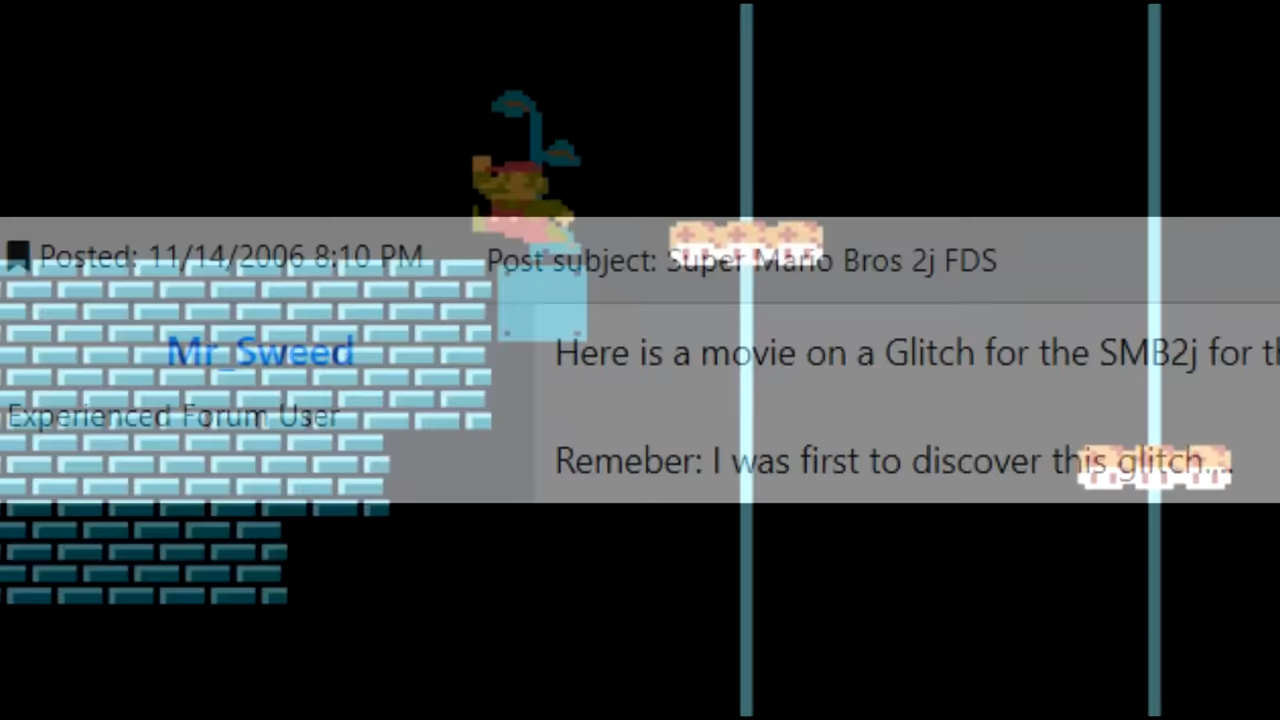 Posted: 11/14/2006 8:10 PM
Post subject: Super Mario Bros 2j FDS
Mr_Sweed
Experienced Forum User
Here is a movie on a Glitch for the SMB2j for
Remeber: I was first to discover this glitch...